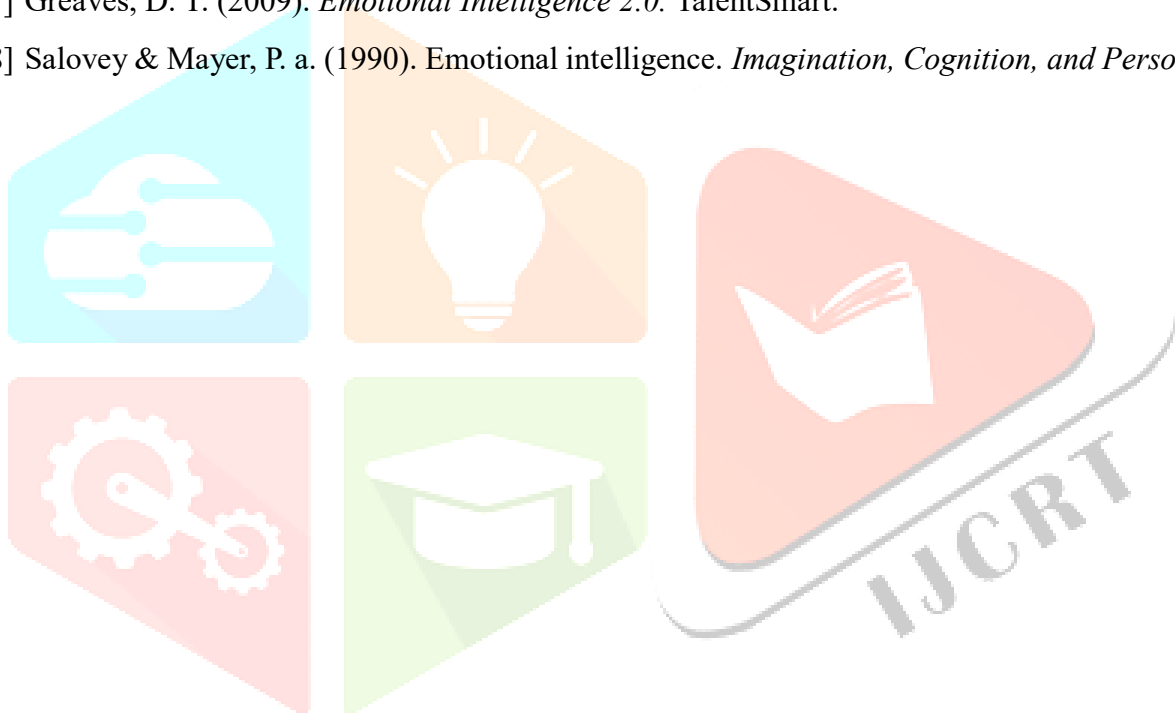 ] Greaves, D. T. (2009). Emotional Intelligence 2.0. TalentSmart.
] Salovey & Mayer, P. a. (1990). Emotional intelligence. Imagination, Cognition, and Perso
IJCRT